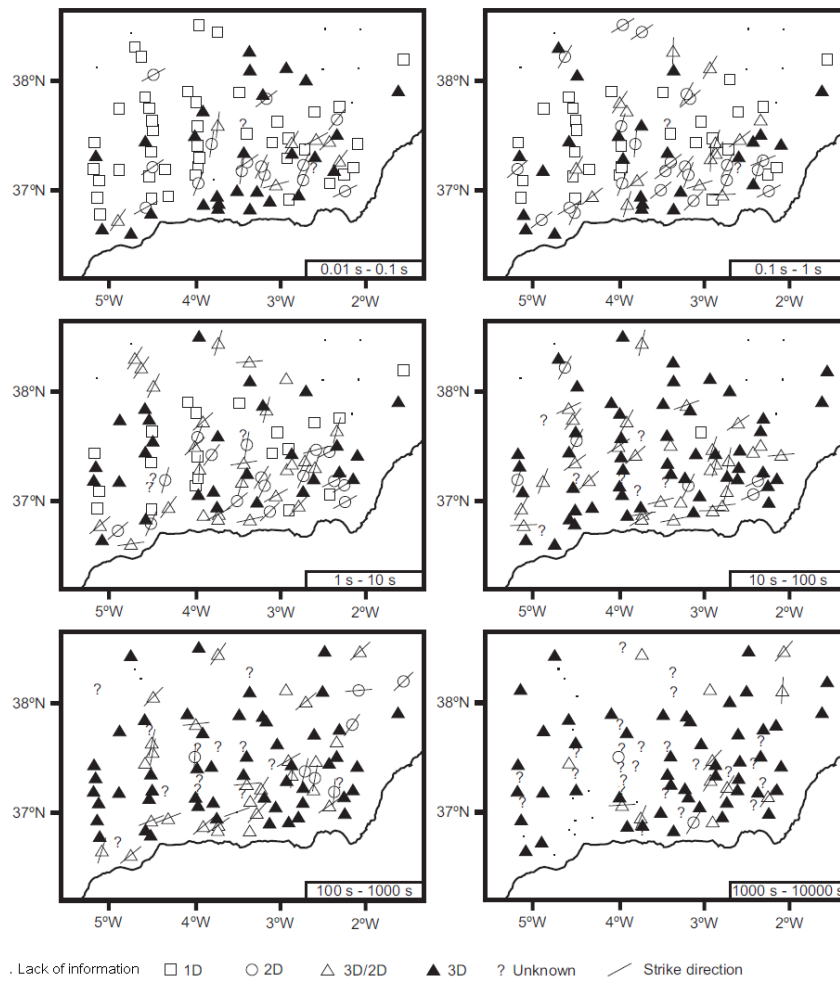 38ºN
37ºN
0.01 s - 0.1 s
5ºW 4ºW 3ºW 2ºW
?
?
38ºN
37ºN
0.1 s - 1 s
5ºW 4ºW 3ºW 2ºW
?
38ºN
37ºN
1 s - 10 s
5ºW 4ºW 3ºW 2ºW
?
?
?
38ºN
37ºN
10 s - 100 s
5ºW 4ºW 3ºW 2ºW
?
?
?
?
?
38ºN
37ºN
100 s - 1000 s
5ºW 4ºW 3ºW 2ºW
?
?
?
?
?
?
?
?
?
?
?
38ºN
37ºN
1000 s - 10000 s
5ºW 4ºW 3ºW 2ºW
?
?
?
?
?
?
?
?
?
?
?
?
. Lack of information 1D 2D 3D/2D 3D ? Unknown Strike direction